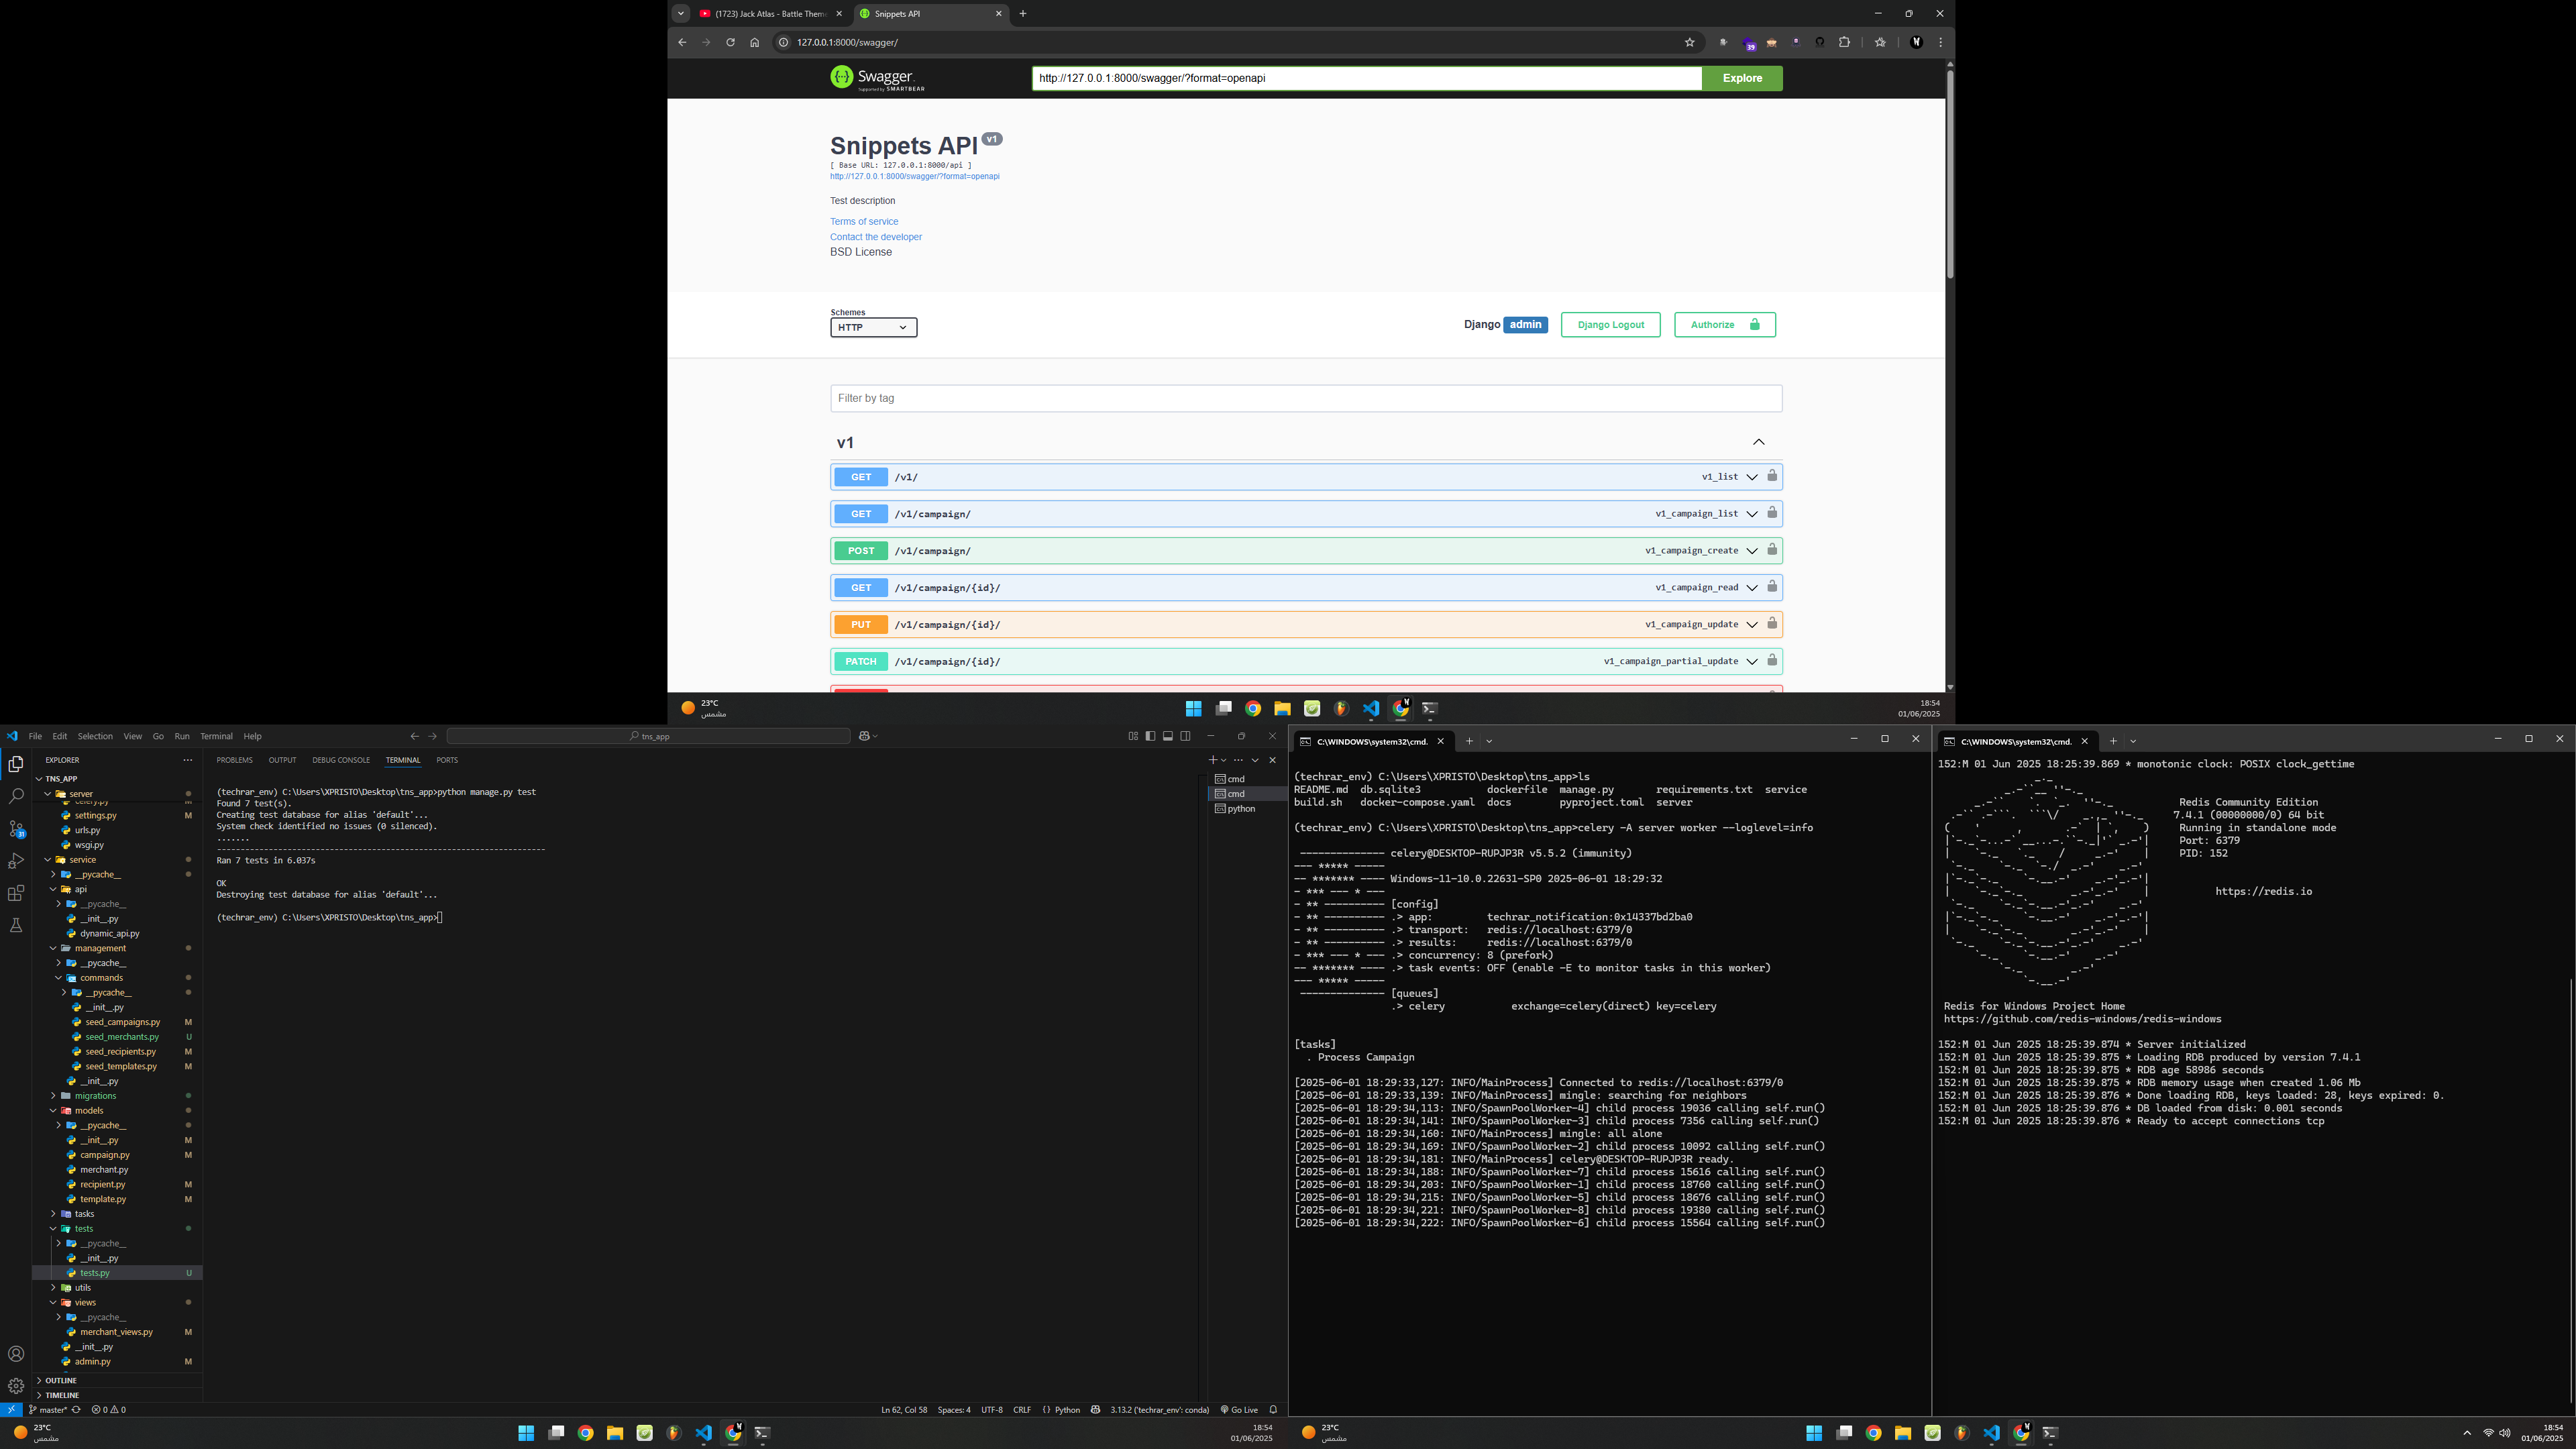 (1723) Jack Atlas - Battle Theme
Snippets API
127.0.0.1:8000/swagger/
39
Swagger.
Supported by SMARTBEAR
http://127.0.0.1:8000/swagger/?format=openapi
Explore
Snippets API v1
[ Base URL: 127.0.0.1:8000/api ]
http://127.0.0.1:8000/swagger/?format=openapi
Test description
Terms of service
Contact the developer
BSD License
Schemes
HTTP
Django admin
Django Logout
Authorize
Filter by tag
v1
GET /v1/ v1_list
GET /v1/campaign/ v1_campaign_list
POST /v1/campaign/ v1_campaign_create
GET /v1/campaign/{id}/ v1_campaign_read
PUT /v1/campaign/{id}/ v1_campaign_update
PATCH /v1/campaign/{id}/ v1_campaign_partial_update
23°C
مشمس
18:54
01/06/2025
File Edit Selection View Go Run Terminal Help
tns_app
EXPLORER
TNS_APP
server
celery.py M
settings.py M
urls.py
wsgi.py
service
__pycache__
api
__pycache__
__init__.py
dynamic_api.py
management
__pycache__
commands
__pycache__
__init__.py
seed_campaigns.py M
seed_merchants.py U
seed_recipients.py M
seed_templates.py M
__init__.py
migrations
models
__pycache__
__init__.py M
campaign.py M
merchant.py
recipient.py M
template.py M
tasks
tests
__pycache__
__init__.py
tests.py U
utils
views
__pycache__
merchant_views.py M
__init__.py
admin.py M
OUTLINE
TIMELINE
31
PROBLEMS OUTPUT DEBUG CONSOLE TERMINAL PORTS
cmd
cmd
python
(techrar_env) C:\Users\XPRISTO\Desktop\tns_app>python manage.py test
Found 7 test(s).
Creating test database for alias 'default'...
System check identified no issues (0 silenced).
.......
----------------------------------------------------------------------
Ran 7 tests in 6.037s
OK
Destroying test database for alias 'default'...
(techrar_env) C:\Users\XPRISTO\Desktop\tns_app>
master* 0 0
Ln 62, Col 58 Spaces: 4 UTF-8 CRLF {} Python 3.13.2 ('techrar_env': conda) Go Live
23°C
مشمس
18:54
01/06/2025
C:\WINDOWS\system32\cmd.
(techrar_env) C:\Users\XPRISTO\Desktop\tns_app>ls
README.md db.sqlite3 dockerfile manage.py requirements.txt service
build.sh docker-compose.yaml docs pyproject.toml server
(techrar_env) C:\Users\XPRISTO\Desktop\tns_app>celery -A server worker --loglevel=info
-------------- celery@DESKTOP-RUPJP3R v5.5.2 (immunity)
--- ***** -----
-- ******* ---- Windows-11-10.0.22631-SP0 2025-06-01 18:29:32
- *** --- * ---
- ** ---------- [config]
- ** ---------- .> app: techrar_notification:0x14337bd2ba0
- ** ---------- .> transport: redis://localhost:6379/0
- ** ---------- .> results: redis://localhost:6379/0
- *** --- * --- .> concurrency: 8 (prefork)
-- ******* ---- .> task events: OFF (enable -E to monitor tasks in this worker)
--- ***** -----
-------------- [queues]
.> celery exchange=celery(direct) key=celery
[tasks]
. Process Campaign
[2025-06-01 18:29:33,127: INFO/MainProcess] Connected to redis://localhost:6379/0
[2025-06-01 18:29:33,139: INFO/MainProcess] mingle: searching for neighbors
[2025-06-01 18:29:34,113: INFO/SpawnPoolWorker-4] child process 19036 calling self.run()
[2025-06-01 18:29:34,141: INFO/SpawnPoolWorker-3] child process 7356 calling self.run()
[2025-06-01 18:29:34,160: INFO/MainProcess] mingle: all alone
[2025-06-01 18:29:34,169: INFO/SpawnPoolWorker-2] child process 10092 calling self.run()
[2025-06-01 18:29:34,181: INFO/MainProcess] celery@DESKTOP-RUPJP3R ready.
[2025-06-01 18:29:34,188: INFO/SpawnPoolWorker-7] child process 15616 calling self.run()
[2025-06-01 18:29:34,203: INFO/SpawnPoolWorker-1] child process 18760 calling self.run()
[2025-06-01 18:29:34,215: INFO/SpawnPoolWorker-5] child process 18676 calling self.run()
[2025-06-01 18:29:34,221: INFO/SpawnPoolWorker-8] child process 19380 calling self.run()
[2025-06-01 18:29:34,222: INFO/SpawnPoolWorker-6] child process 15564 calling self.run()
C:\WINDOWS\system32\cmd.
152:M 01 Jun 2025 18:25:39.869 * monotonic clock: POSIX clock_gettime
Redis Community Edition
7.4.1 (00000000/0) 64 bit
Running in standalone mode
Port: 6379
PID: 152
https://redis.io
Redis for Windows Project Home
https://github.com/redis-windows/redis-windows
152:M 01 Jun 2025 18:25:39.874 * Server initialized
152:M 01 Jun 2025 18:25:39.875 * Loading RDB produced by version 7.4.1
152:M 01 Jun 2025 18:25:39.875 * RDB age 58986 seconds
152:M 01 Jun 2025 18:25:39.875 * RDB memory usage when created 1.06 Mb
152:M 01 Jun 2025 18:25:39.876 * Done loading RDB, keys loaded: 28, keys expired: 0.
152:M 01 Jun 2025 18:25:39.876 * DB loaded from disk: 0.001 seconds
152:M 01 Jun 2025 18:25:39.876 * Ready to accept connections tcp
23°C
مشمس
18:54
01/06/2025